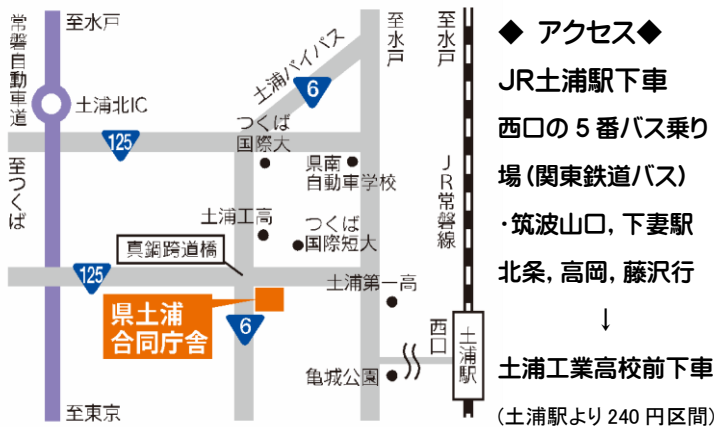 常磐自動車道
至つくば
至水戸
土浦北IC
125
至東京
土浦バイパス
6
つくば
国際大
県南
自動車学校
土浦工高
つくば
国際短大
真鍋跨道橋
125
県土浦
合同庁舎
6
土浦第一高
亀城公園
至水戸
至水戸
JR常磐線
西口
土浦駅
◆ アクセス◆
JR土浦駅下車
西口の5番バス乗り
場(関東鉄道バス)
・筑波山口,下妻駅
北条,高岡,藤沢行
↓
土浦工業高校前下車
(土浦駅より240円区間)